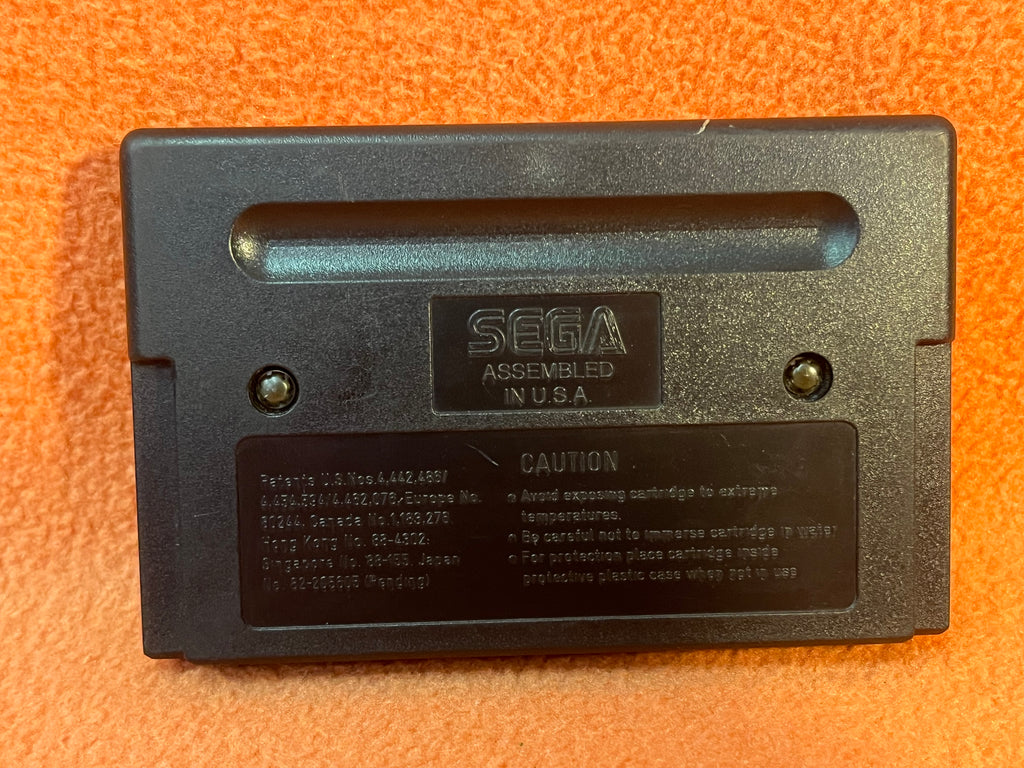 SEGA
ASSEMBLED
IN U.S.A.
Patents U.S.Nos.4,442,486/
4,454,594/4,462,076,Europe No.
80244, Canada No.1,183,276,
Hong Kong No. 88-4302,
Singapore No. 88-155, Japan
No. 82-205605 (Pending)
CAUTION
• Avoid exposing cartridge to extreme
temperatures.
• Be careful not to immerse cartridge in water
• For protection place cartridge inside
protective plastic case when not in use